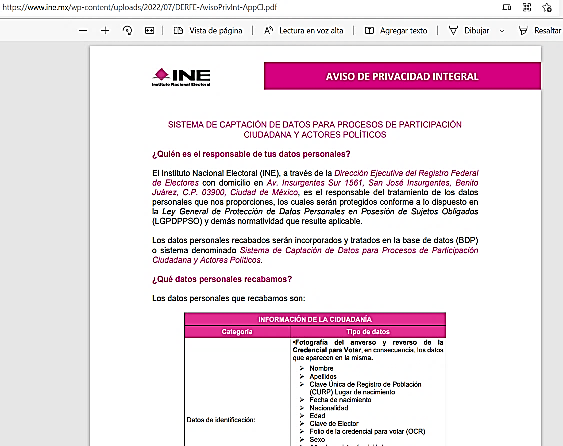 https://www.ine.mx/wp-content/uploads/2022/07/DERFE-AvisoPrivInt-AppCI.pdf
Vista de página
Lectura en voz alta
Agregar texto
Dibujar
Resaltar
INE
Instituto Nacional Electoral
AVISO DE PRIVACIDAD INTEGRAL
SISTEMA DE CAPTACIÓN DE DATOS PARA PROCESOS DE PARTICIPACIÓN
CIUDADANA Y ACTORES POLÍTICOS
¿Quién es el responsable de tus datos personales?
El Instituto Nacional Electoral (INE), a través de la Dirección Ejecutiva del Registro Federal
de Electores con domicilio en Av. Insurgentes Sur 1561, San José Insurgentes, Benito
Juárez, C.P. 03900, Ciudad de México, es el responsable del tratamiento de los datos
personales que nos proporciones, los cuales serán protegidos conforme a lo dispuesto en
la Ley General de Protección de Datos Personales en Posesión de Sujetos Obligados
(LGPDPPSO) y demás normatividad que resulte aplicable.
Los datos personales recabados serán incorporados y tratados en la base de datos (BDP)
o sistema denominado Sistema de Captación de Datos para Procesos de Participación
Ciudadana y Actores Políticos.
¿Qué datos personales recabamos?
Los datos personales que recabamos son:
INFORMACIÓN DE LA CIUDADANÍA
Categoría
Tipo de datos
•Fotografía del anverso y reverso de la
Credencial para Votar, en consecuencia, los datos
que aparecen en la misma.
➢ Nombre
➢ Apellidos
➢ Clave Única de Registro de Población
(CURP) Lugar de nacimiento
➢ Fecha de nacimiento
➢ Nacionalidad
➢ Edad
Datos de identificación:
➢ Clave de Elector
➢ Folio de la credencial para votar (OCR)
➢ Sexo